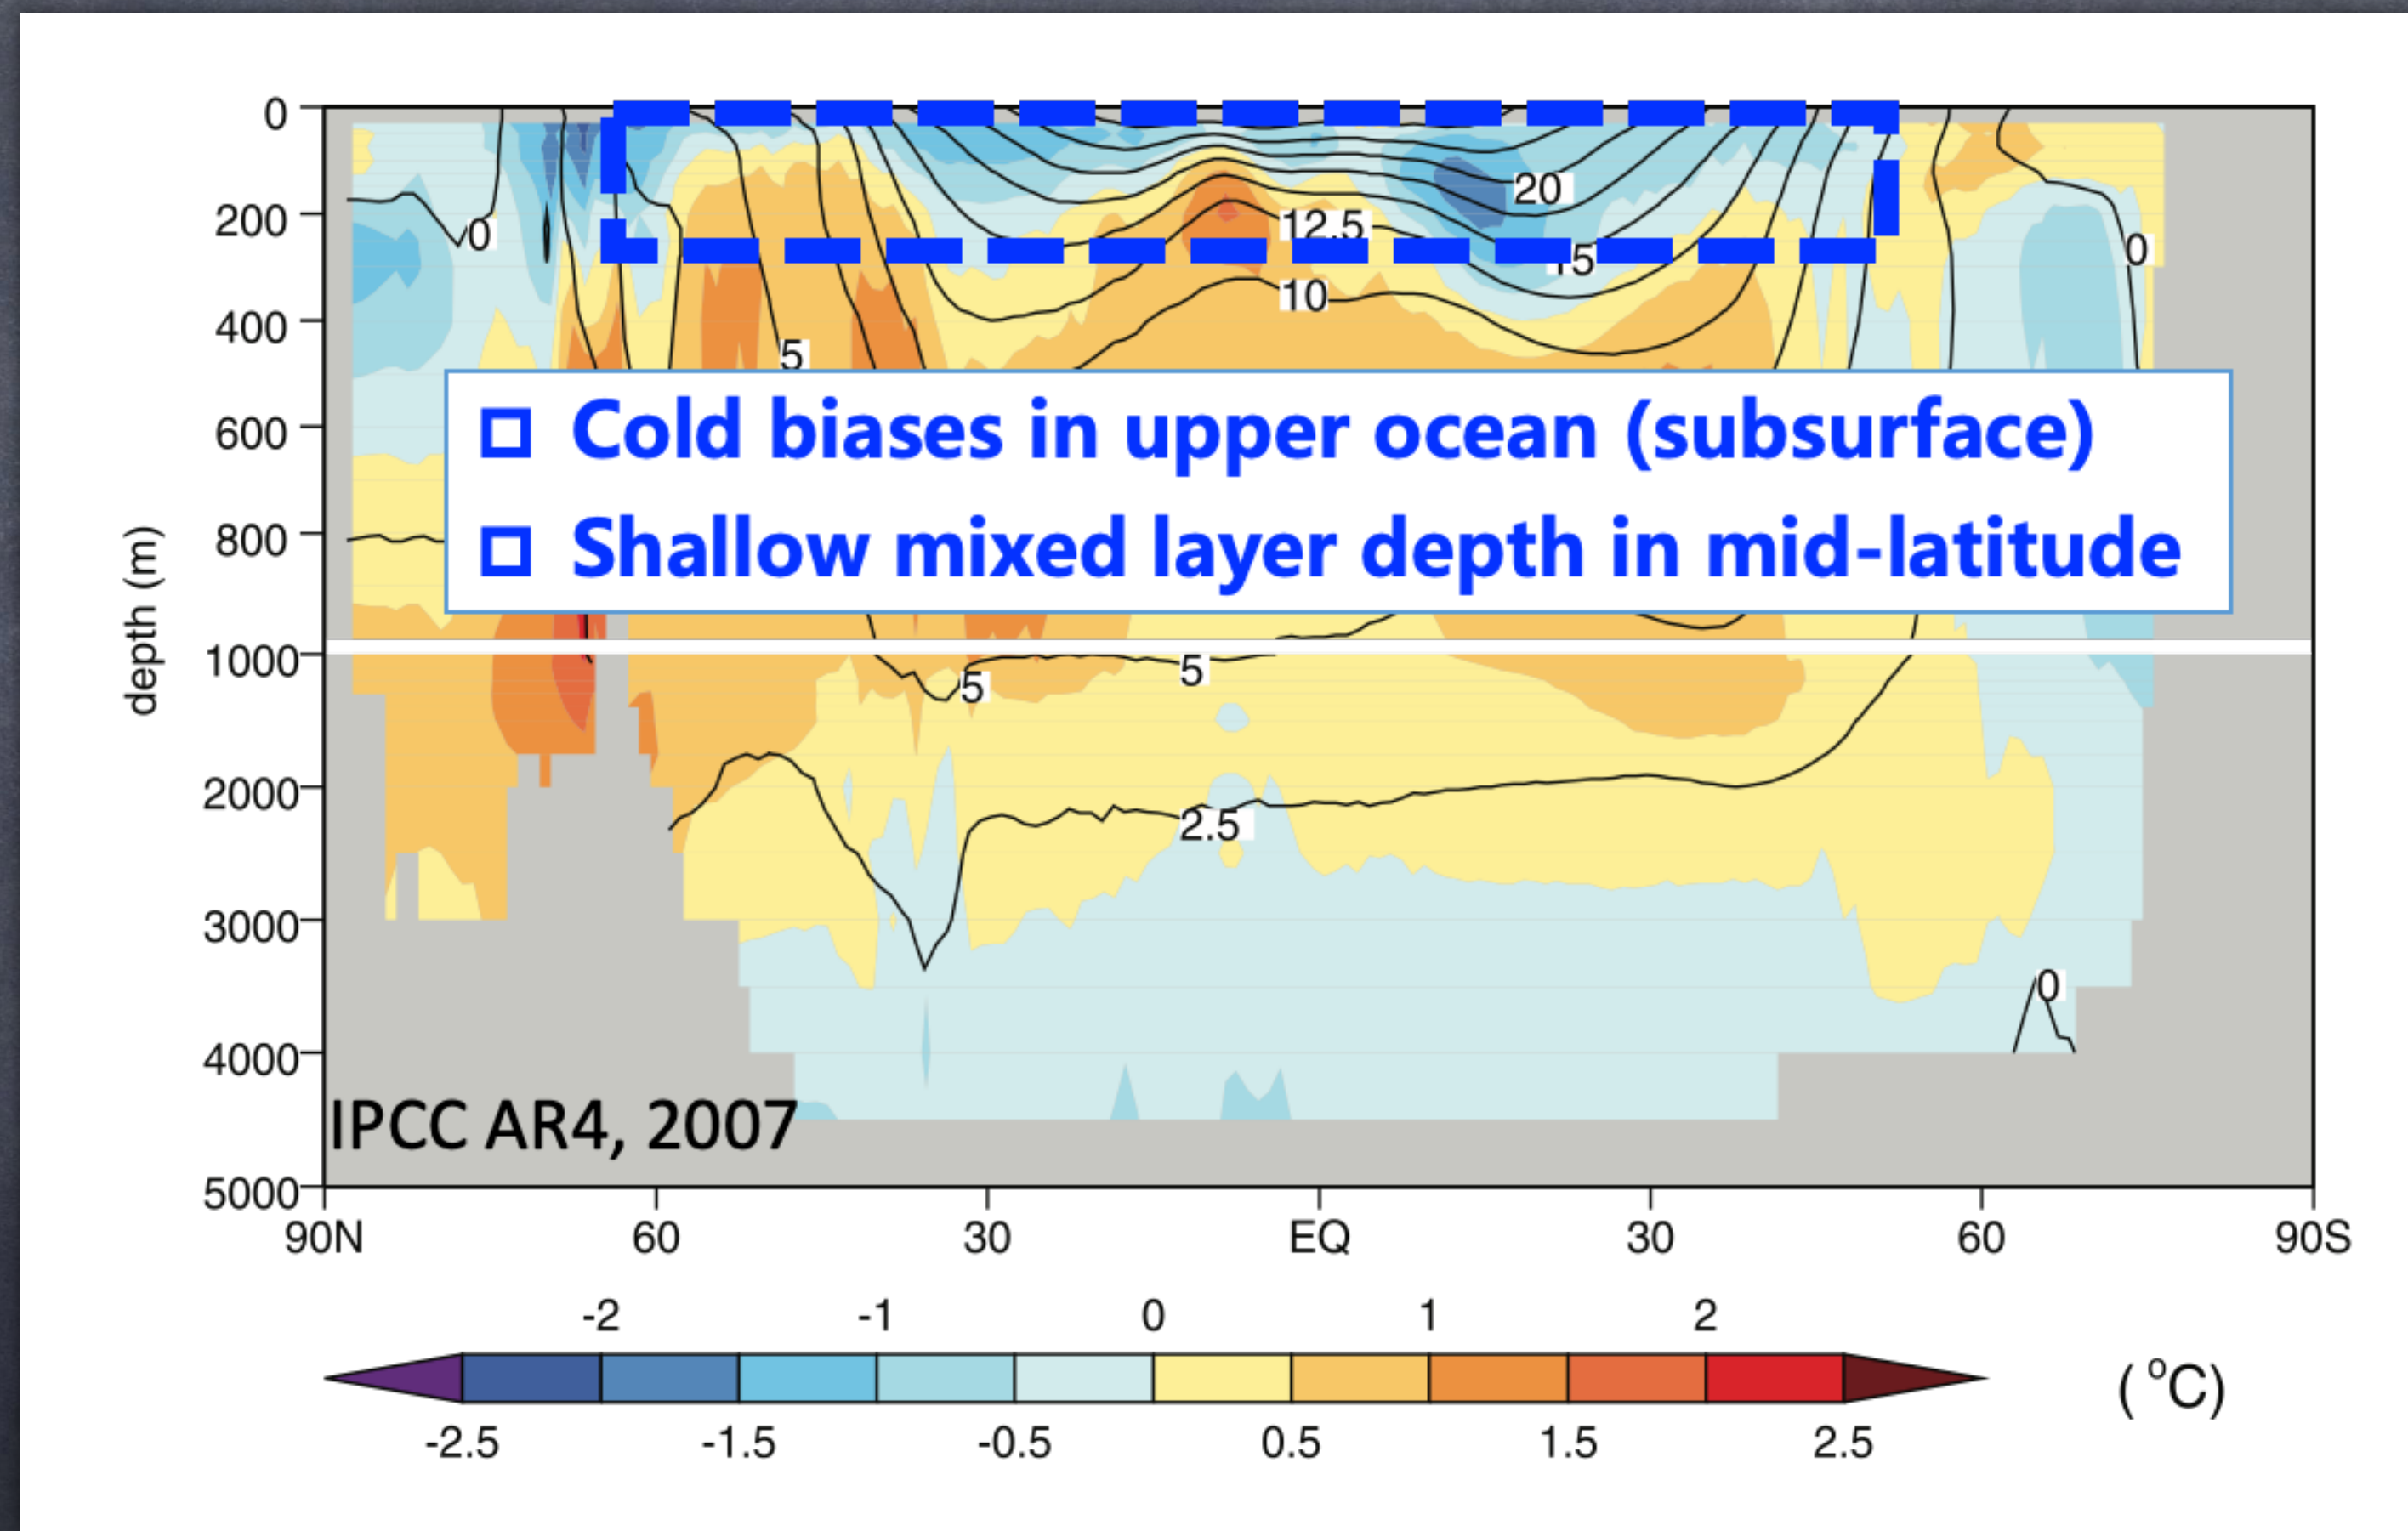 0
200
20
0
12.5
0
15
10
400
5
600
Cold biases in upper ocean (subsurface)
800
Shallow mixed layer depth in mid-latitude
depth (m)
1000
5
5
2000
2.5
3000
0
4000
IPCC AR4, 2007
5000
90N 60 30 EQ 30 60 90S
-2 -1 0 1 2
(°C)
-2.5 -1.5 -0.5 0.5 1.5 2.5